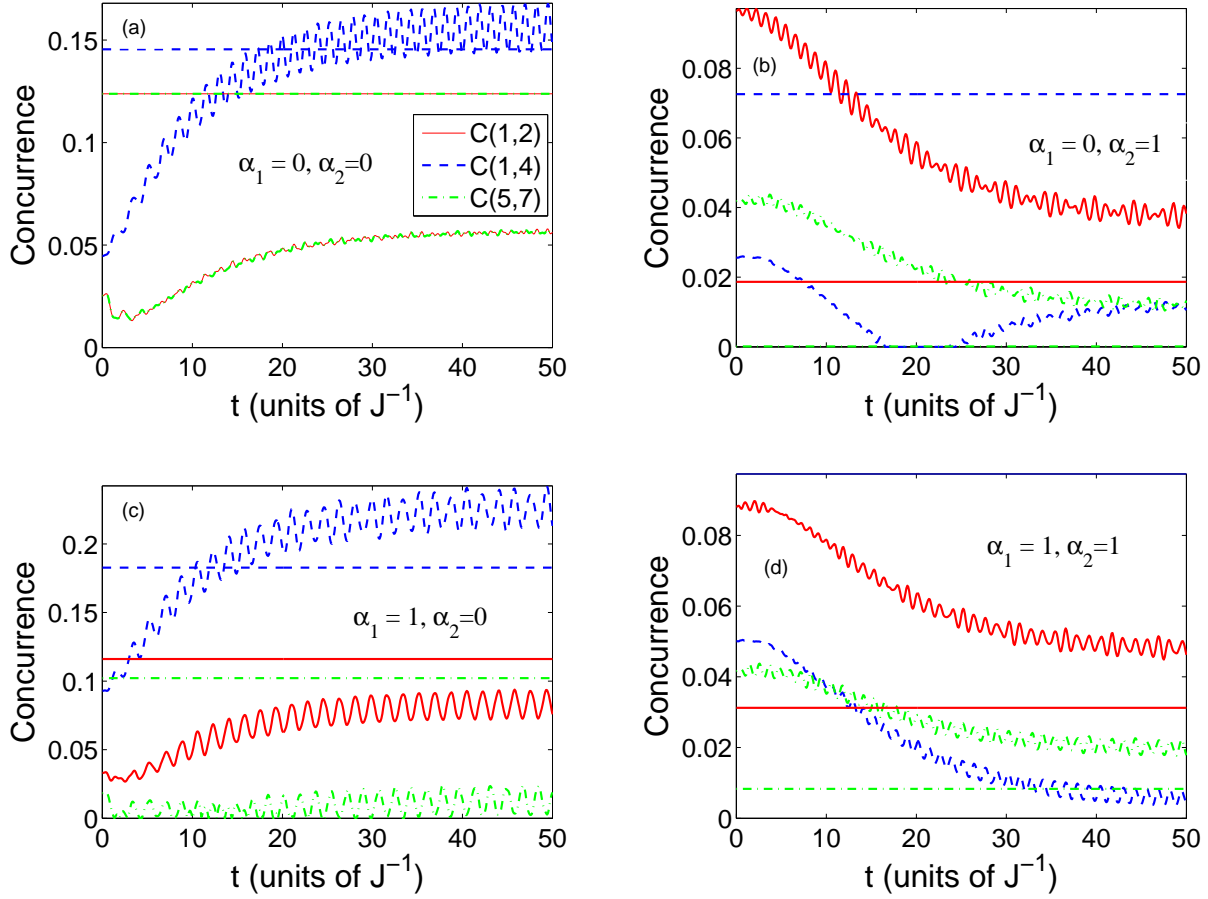 (a)
Concurrence
0.15
0.1
0.05
0
α₁ = 0, α₂=0
C(1,2)
C(1,4)
C(5,7)
0 10 20 30 40 50
t (units of J⁻¹)
(b)
Concurrence
0.08
0.06
0.04
0.02
0
α₁ = 0, α₂=1
0 10 20 30 40 50
t (units of J⁻¹)
(c)
Concurrence
0.2
0.15
0.1
0.05
0
α₁ = 1, α₂=0
0 10 20 30 40 50
t (units of J⁻¹)
(d)
Concurrence
0.08
0.06
0.04
0.02
0
α₁ = 1, α₂=1
0 10 20 30 40 50
t (units of J⁻¹)